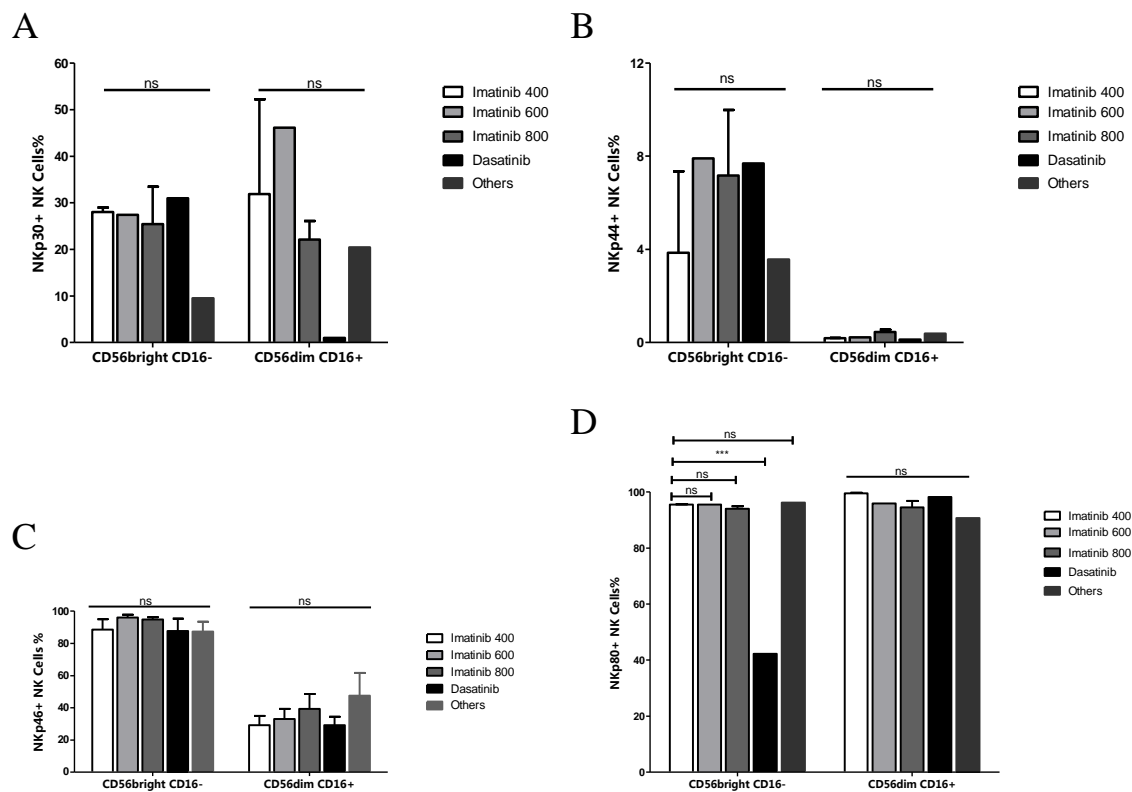 A
NKp30+ NK Cells%
60
50
40
30
20
10
0
ns
ns
CD56bright CD16-
CD56dim CD16+
Imatinib 400
Imatinib 600
Imatinib 800
Dasatinib
Others
B
NKp44+ NK Cells%
12
8
4
0
ns
ns
CD56bright CD16-
CD56dim CD16+
Imatinib 400
Imatinib 600
Imatinib 800
Dasatinib
Others
C
NKp46+ NK Cells %
100
80
60
40
20
0
ns
ns
CD56bright CD16-
CD56dim CD16+
Imatinib 400
Imatinib 600
Imatinib 800
Dasatinib
Others
D
NKp80+ NK Cells%
100
80
60
40
20
0
ns
***
ns
ns
ns
CD56bright CD16-
CD56dim CD16+
Imatinib 400
Imatinib 600
Imatinib 800
Dasatinib
Others